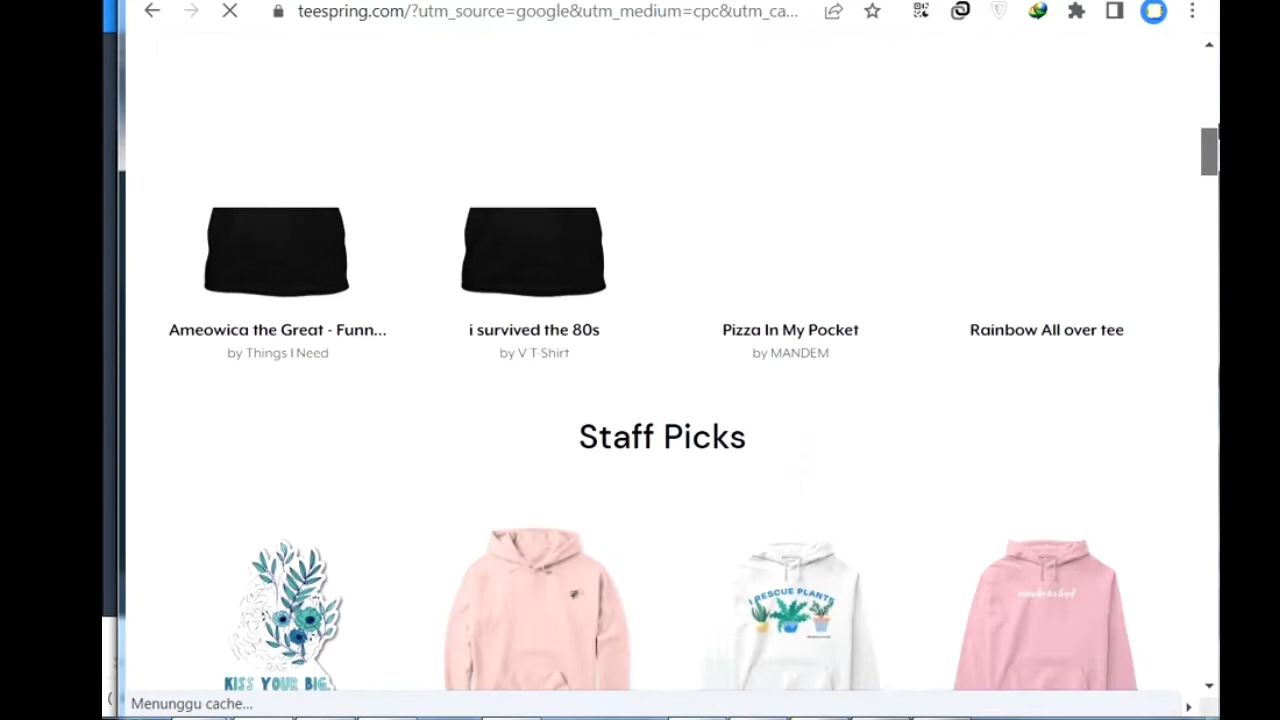 teespring.com/?utm_source=google&utm_medium=cpc&utm_ca...
Ameowica the Great - Funn...
i survived the 80s
Pizza In My Pocket
Rainbow All over tee
by Things I Need
by V T-Shirt
by MANDEM
Staff Picks
I RESCUE PLANTS
KISS YOUR BIG
Menunggu cache...